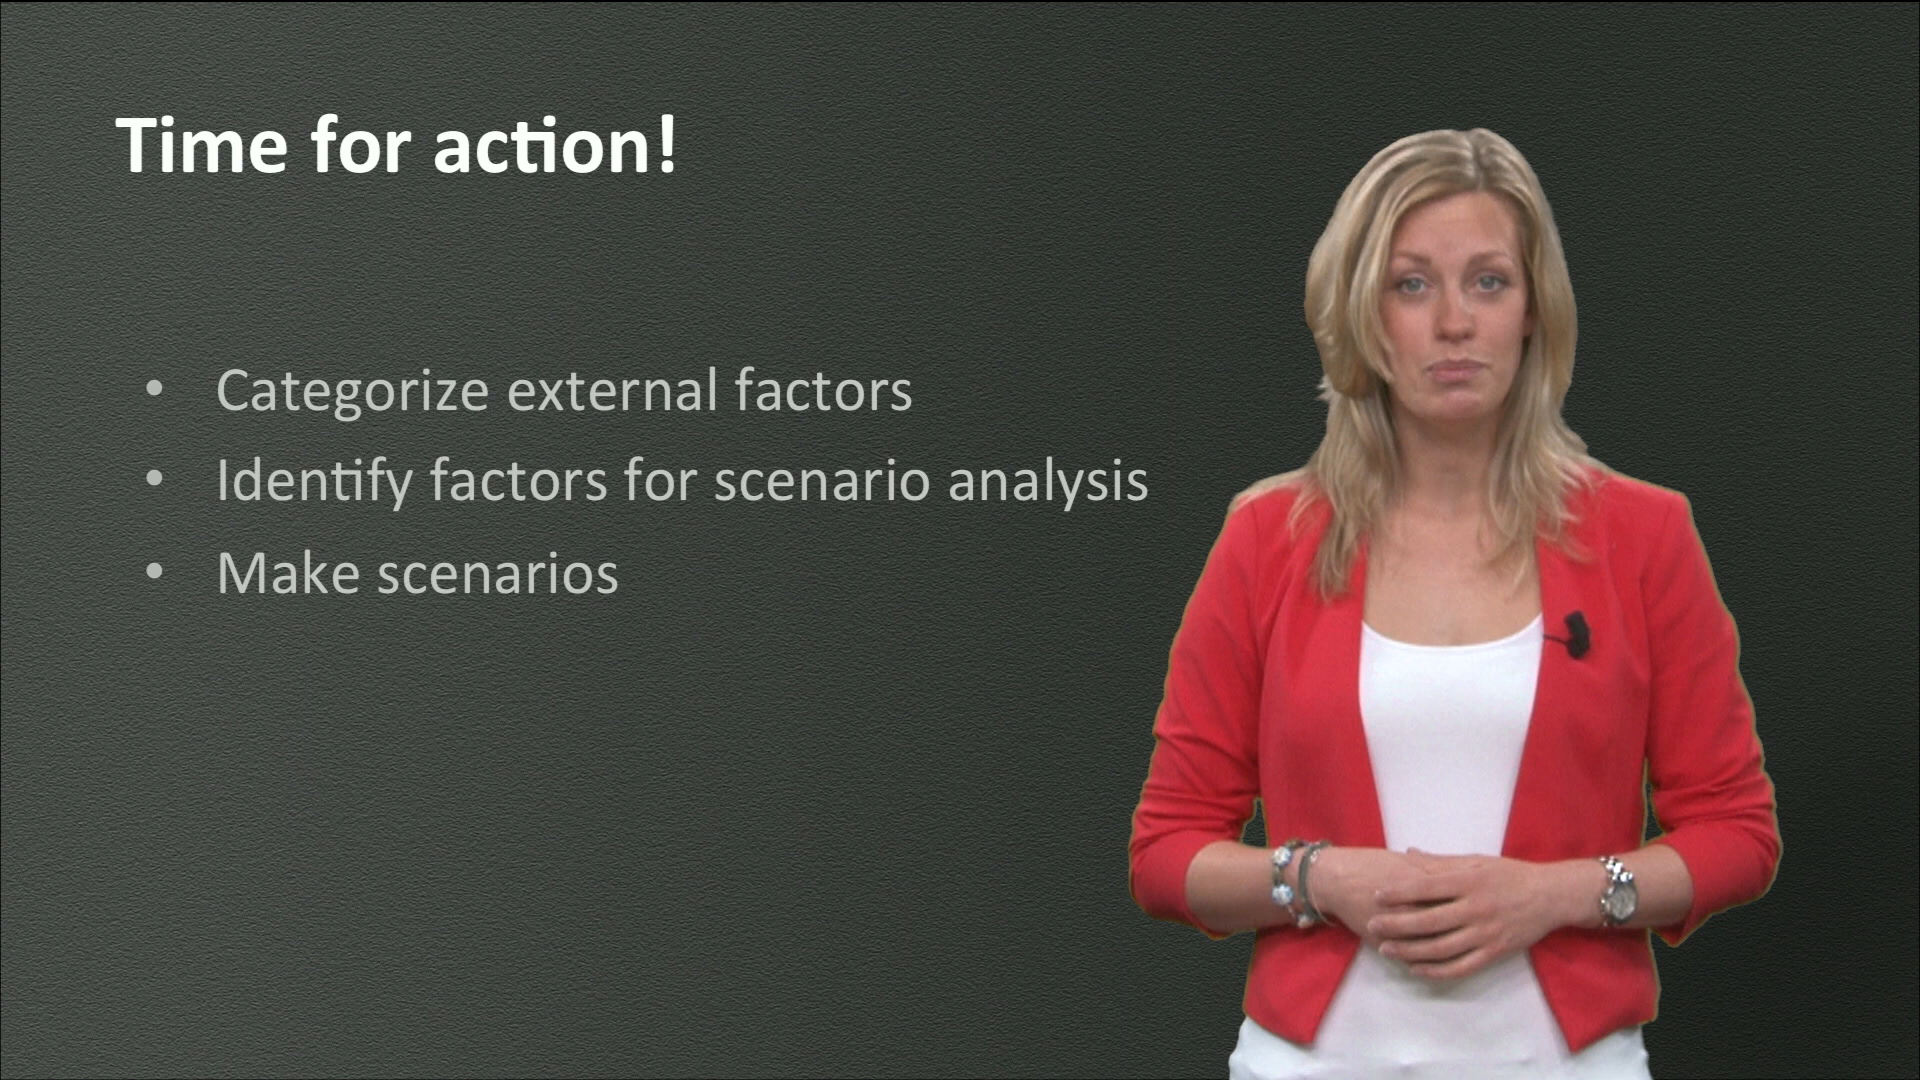 Time for action!
• Categorize external factors
• Identify factors for scenario analysis
• Make scenarios